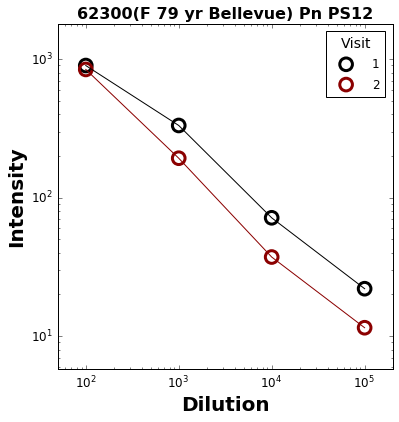 62300(F 79 yr Bellevue) Pn PS12
Visit
1
2
Intensity
10³
10²
10¹
10² 10³ 10⁴ 10⁵
Dilution